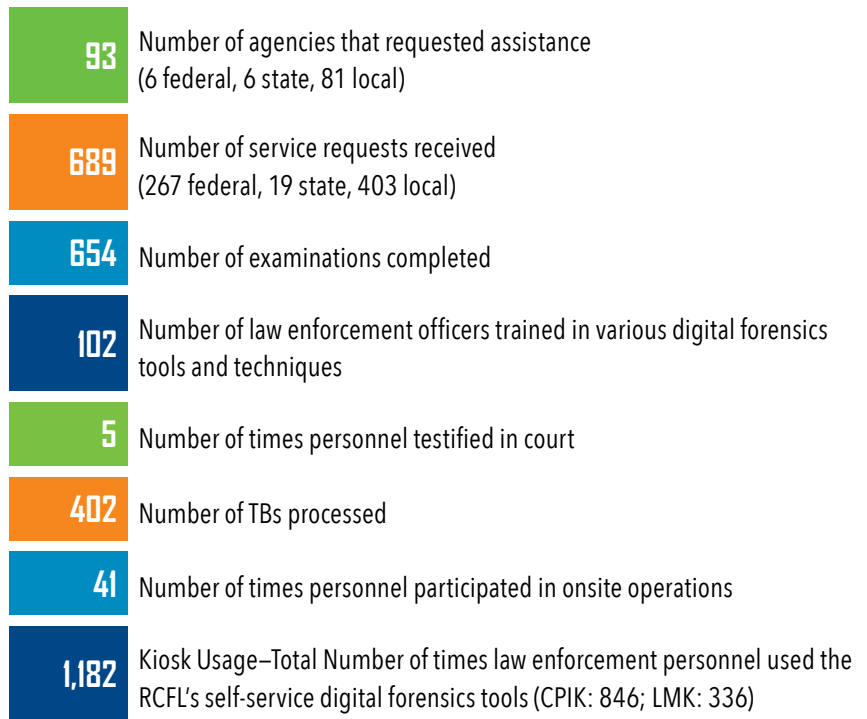 93
Number of agencies that requested assistance
(6 federal, 6 state, 81 local)
689
Number of service requests received
(267 federal, 19 state, 403 local)
654
Number of examinations completed
102
Number of law enforcement officers trained in various digital forensics
tools and techniques
5
Number of times personnel testified in court
402
Number of TBs processed
41
Number of times personnel participated in onsite operations
1,182
Kiosk Usage—Total Number of times law enforcement personnel used the
RCFL's self-service digital forensics tools (CPIK: 846; LMK: 336)